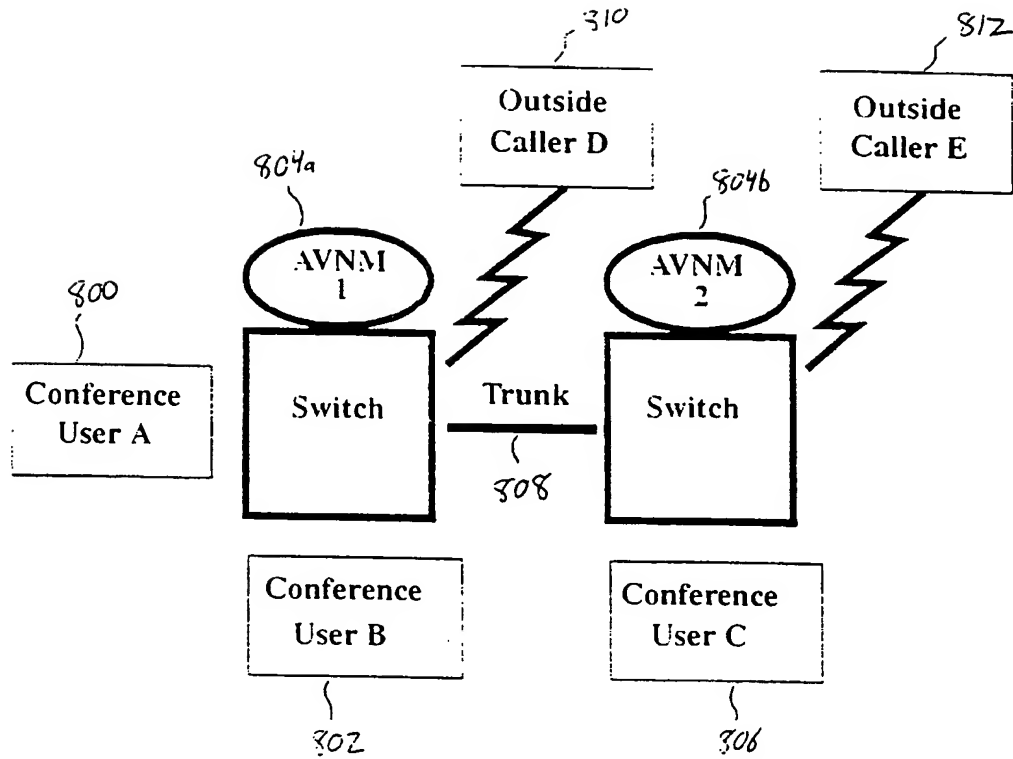 810
812
Outside
Caller D
Outside
Caller E
804a
804b
AVNM
1
AVNM
2
800
Conference
User A
Switch
Trunk
Switch
808
Conference
User B
Conference
User C
802
806